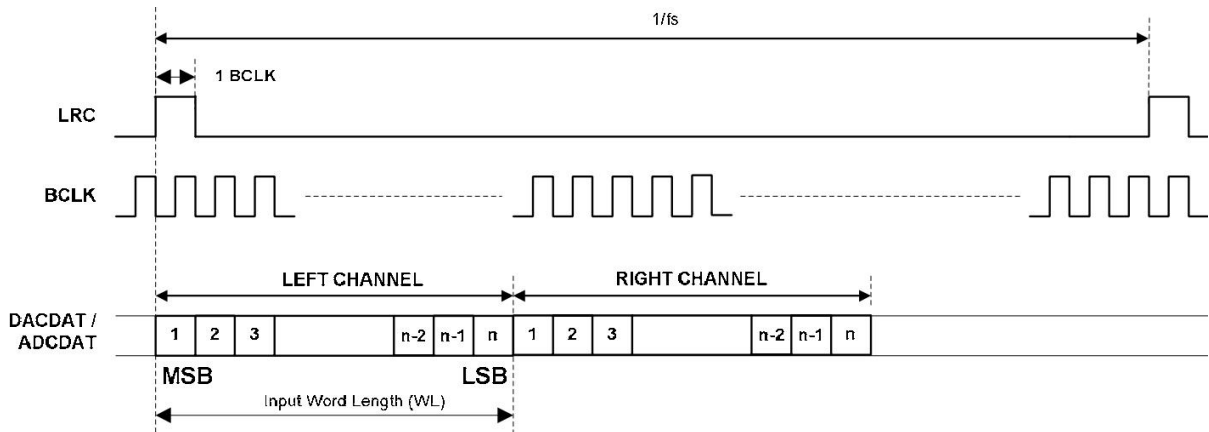 1/fs
1 BCLK
LRC
BCLK
LEFT CHANNEL RIGHT CHANNEL
DACDAT /
ADCDAT
1 2 3 n-2 n-1 n 1 2 3 n-2 n-1 n
MSB LSB
Input Word Length (WL)